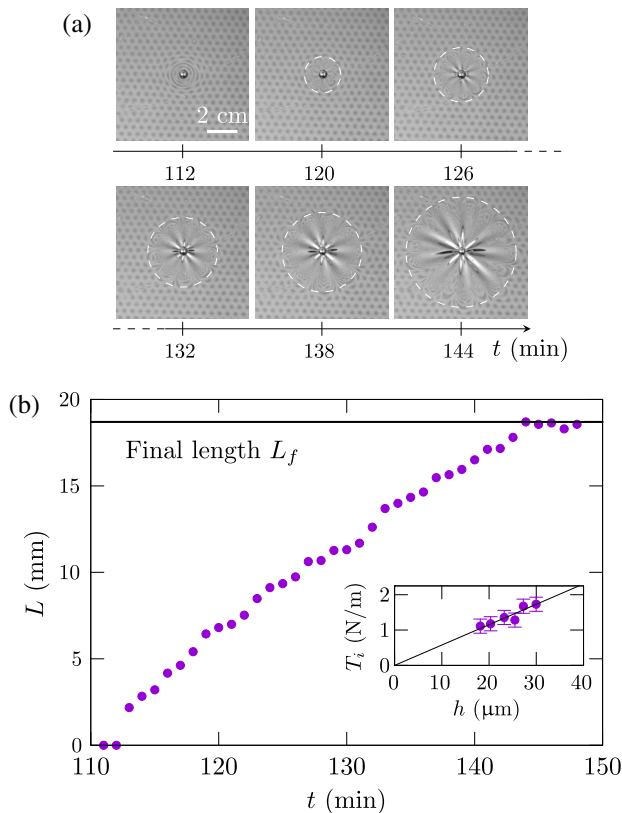 (a)
2 cm
112 120 126
132 138 144 t (min)
(b)
20
15
10
5
0
L (mm)
Final length L_f
T_i (N/m)
2
1
0
0 10 20 30 40
h (μm)
110 120 130 140 150
t (min)